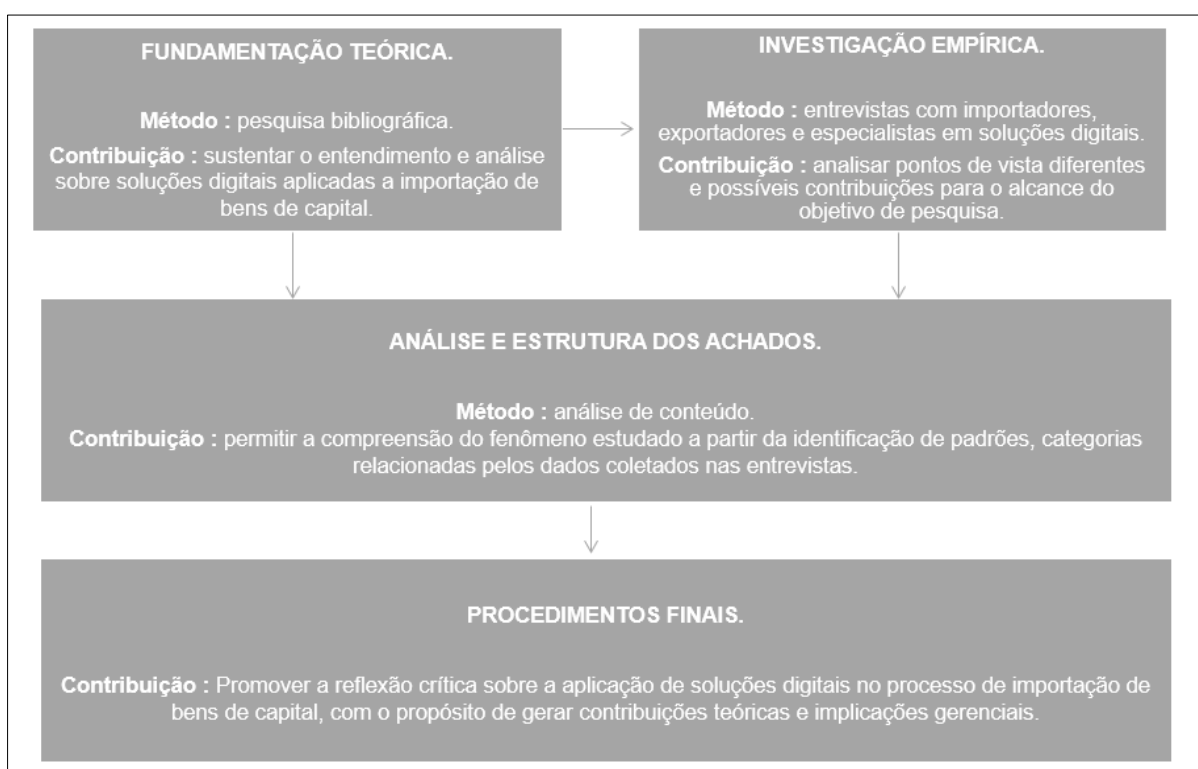 FUNDAMENTAÇÃO TEÓRICA.
Método : pesquisa bibliográfica.
Contribuição : sustentar o entendimento e análise
sobre soluções digitais aplicadas a importação de
bens de capital.
INVESTIGAÇÃO EMPÍRICA.
Método : entrevistas com importadores,
exportadores e especialistas em soluções digitais.
Contribuição : analisar pontos de vista diferentes
e possíveis contribuições para o alcance do
objetivo de pesquisa.
ANÁLISE E ESTRUTURA DOS ACHADOS.
Método : análise de conteúdo.
Contribuição : permitir a compreensão do fenômeno estudado a partir da identificação de padrões, categorias
relacionadas pelos dados coletados nas entrevistas.
PROCEDIMENTOS FINAIS.
Contribuição : Promover a reflexão crítica sobre a aplicação de soluções digitais no processo de importação de
bens de capital, com o propósito de gerar contribuições teóricas e implicações gerenciais.